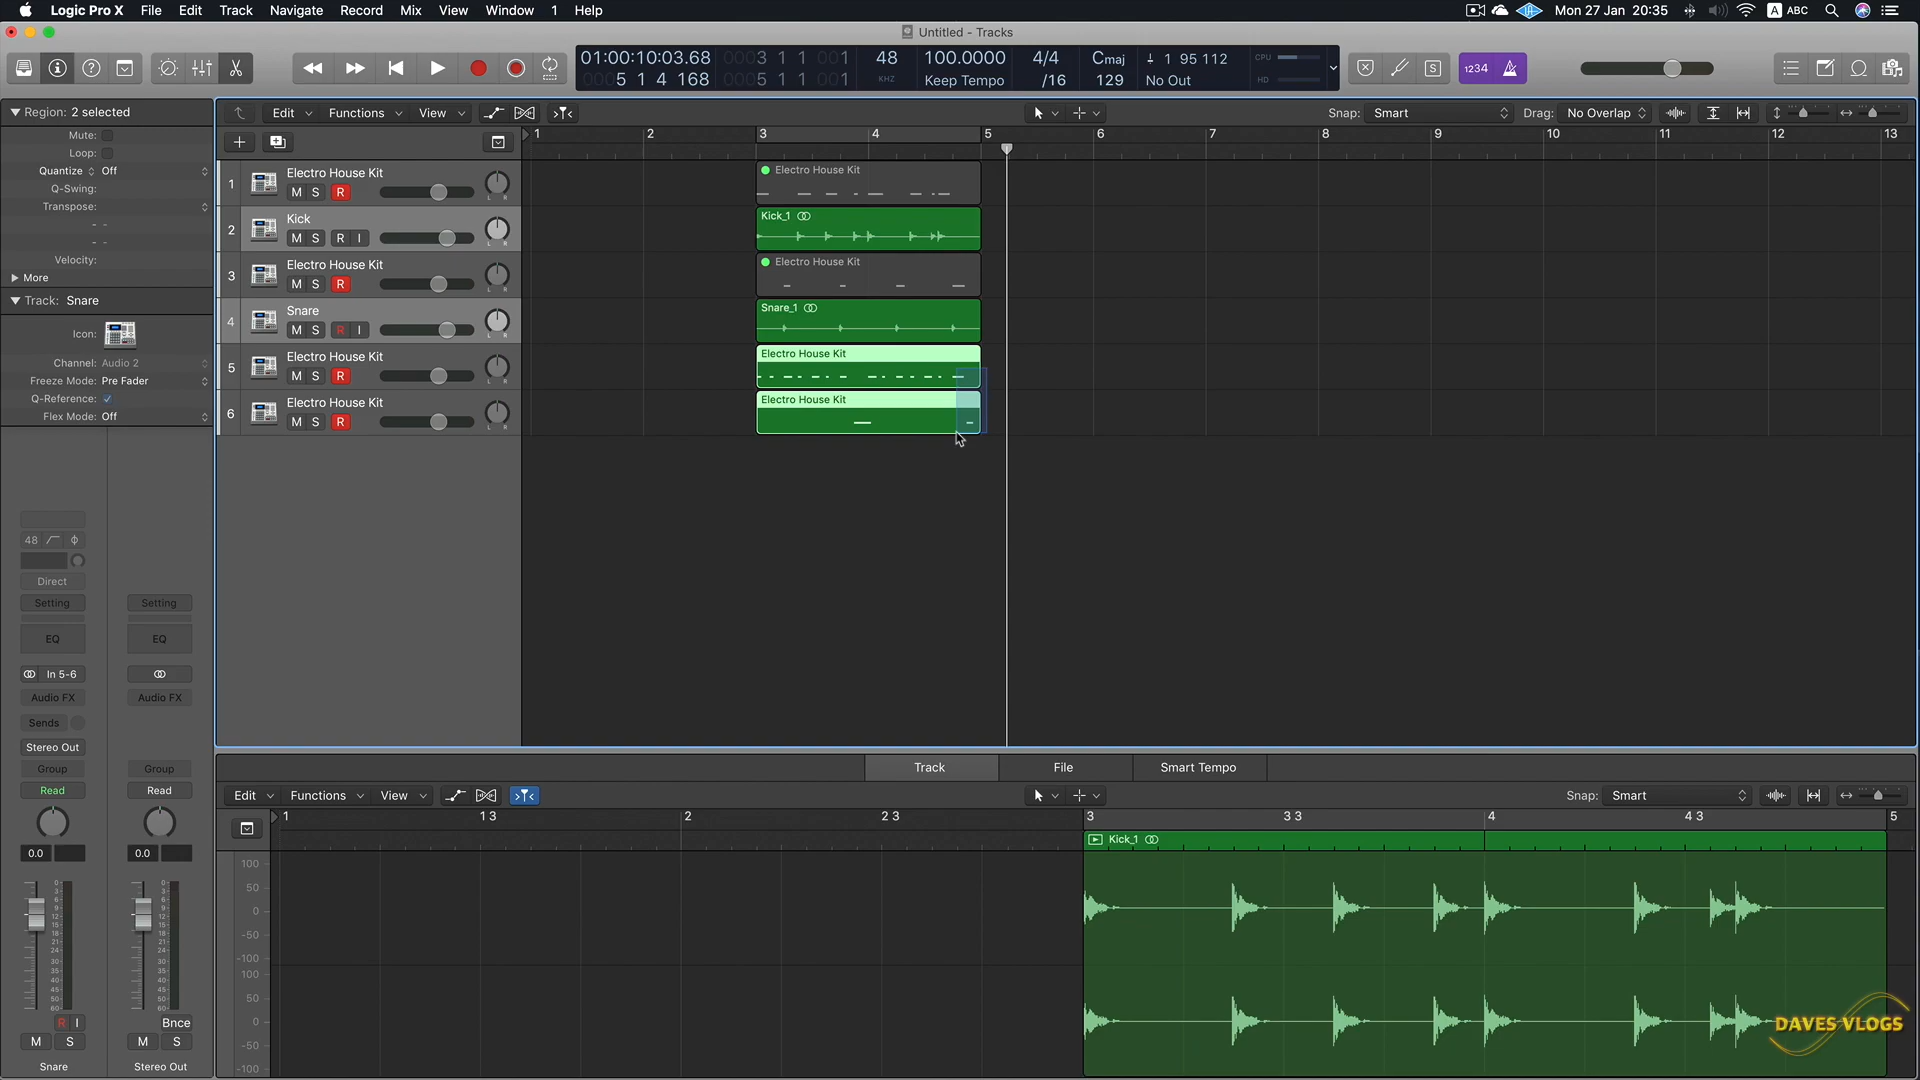 Logic Pro X File Edit Track Navigate Record Mix View Window 1 Help
Mon 27 Jan 20:35 A ABC
Untitled - Tracks
01:00:10:03.68 0003 1 1 001 48 100.0000 4/4 Cmaj 1 95 112 CPU
0005 1 4 168 KHZ Keep Tempo /16 129 No Out HD
S 1234
Region: 2 selected
Mute:
Loop:
Quantize Off
Q-Swing:
Transpose:
Velocity:
More
Track: Snare
Icon:
Channel: Audio 2
Freeze Mode: Pre Fader
Q-Reference:
Flex Mode: Off
48
Direct
Setting Setting
EQ EQ
In 5-6
Audio FX Audio FX
Sends
Stereo Out
Group Group
Read Read
0.0 0.0
R I Bnce
M S M S
Snare Stereo Out
Edit Functions View Snap: Smart Drag: No Overlap
1 2 3 4 5 6 7 8 9 10 11 12 13
1 Electro House Kit
M S R L R
2 Kick
M S R I L R
3 Electro House Kit
M S R L R
4 Snare
M S R I L R
5 Electro House Kit
M S R L R
6 Electro House Kit
M S R L R
Electro House Kit
Kick_1
Electro House Kit
Snare_1
Electro House Kit
Electro House Kit
Track File Smart Tempo
Edit Functions View Snap: Smart
1 1 3 2 2 3 3 3 3 4 4 3 5
Kick_1
100
50
0
-50
-100
100
50
0
-50
-100
DAVES VLOGS